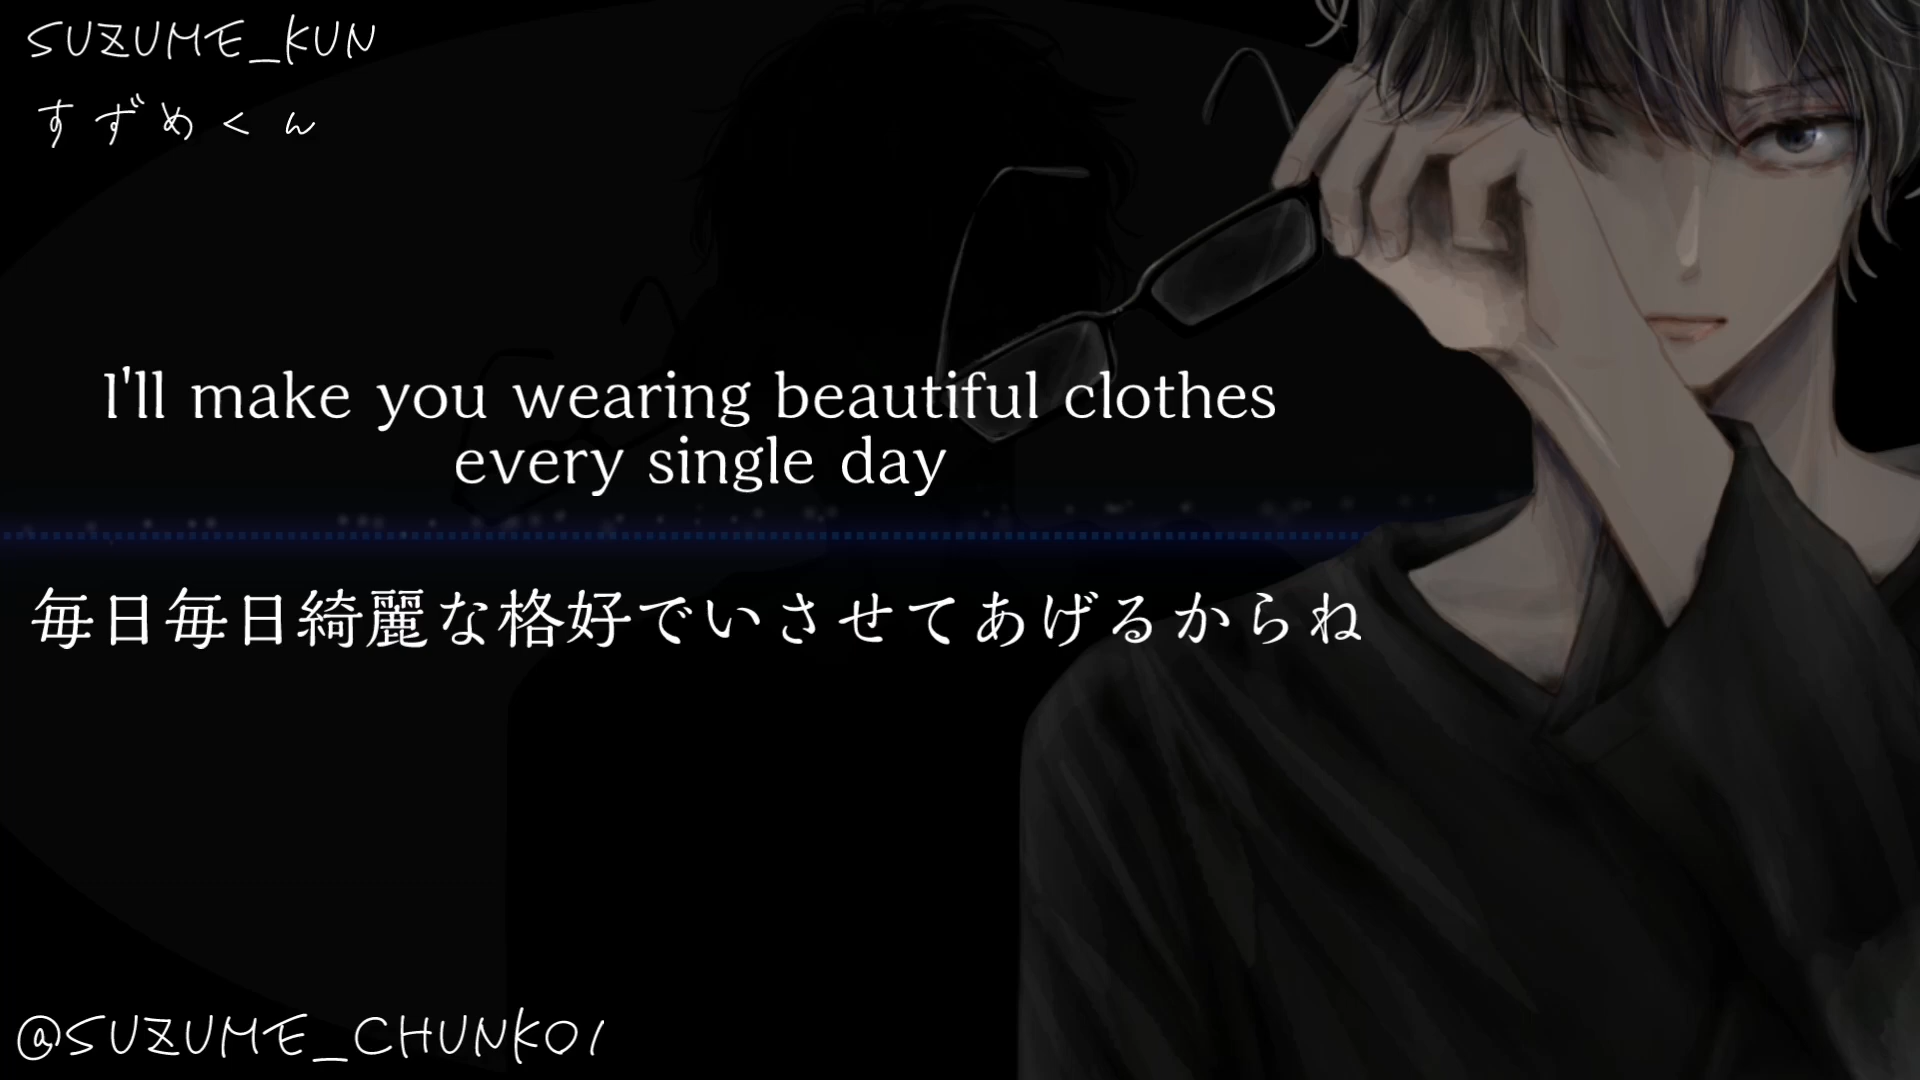 SUZUME_KUN
すずめくん
I'll make you wearing beautiful clothes
every single day
毎日毎日綺麗な格好でいさせてあげるからね
@SUZUME_CHUNKO1